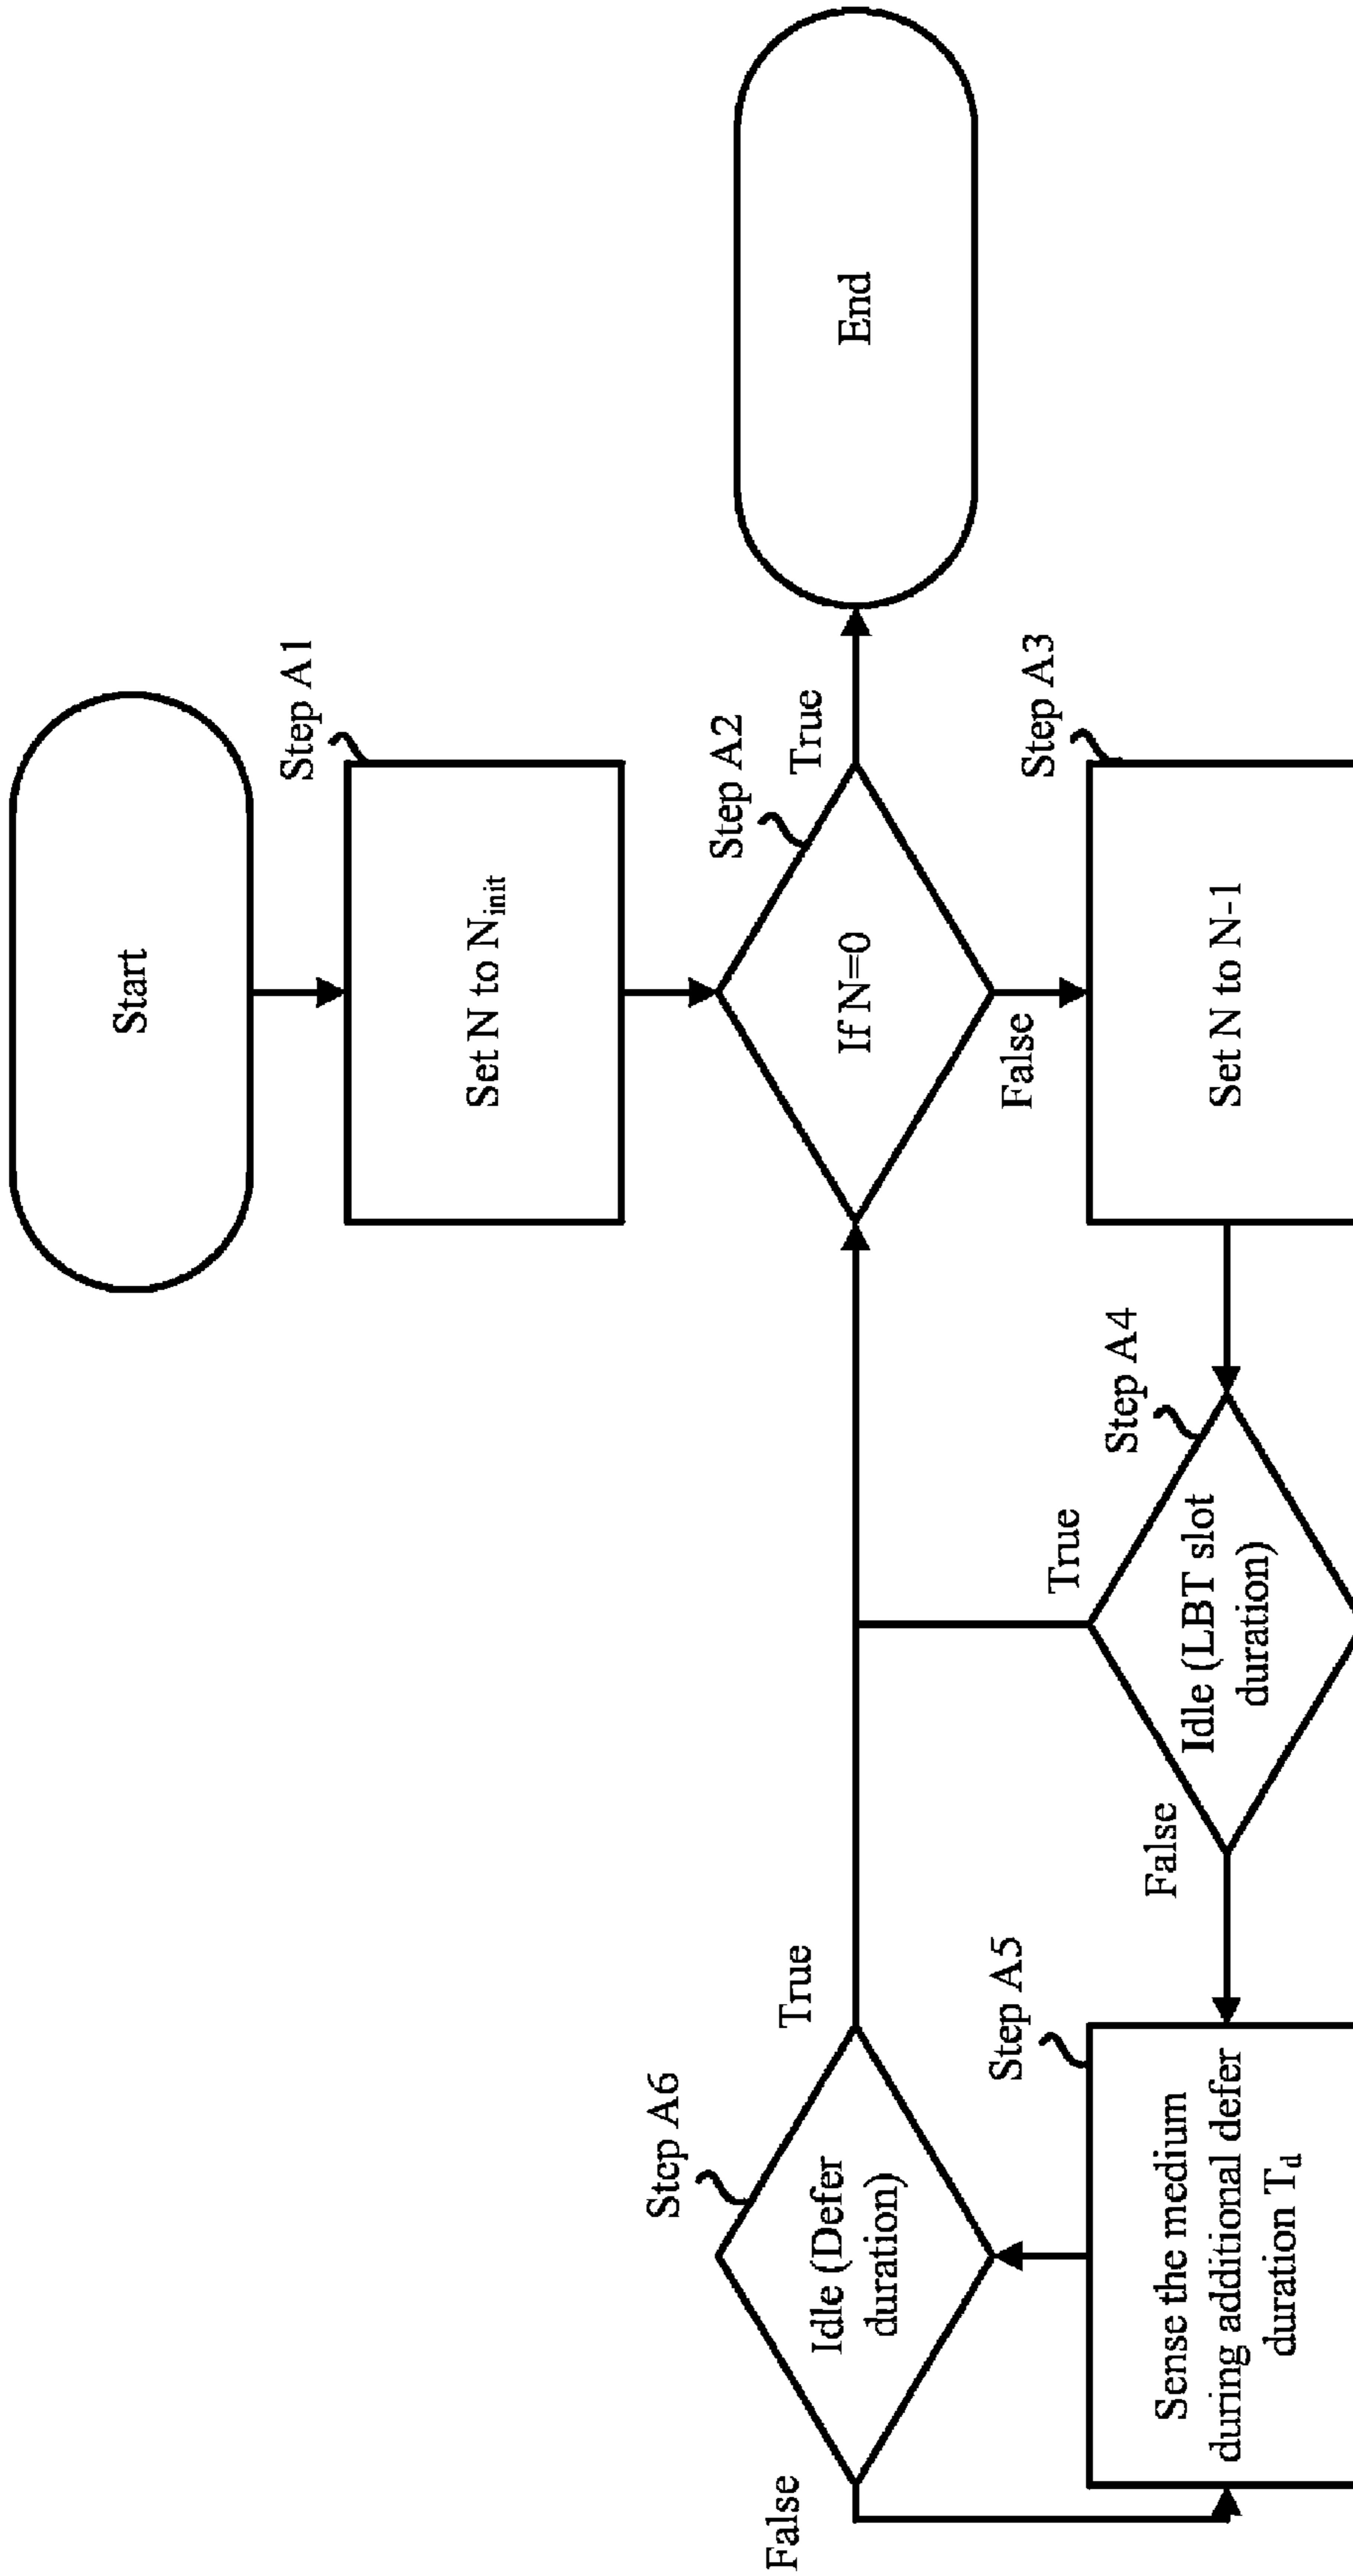 Start
Step A1
Set N to Ninit
Step A2
If N=0
True
End
False
Step A3
Set N to N-1
Step A4
Idle (LBT slot
duration)
True
False
Step A5
Sense the medium
during additional defer
duration Td
Step A6
Idle (Defer
duration)
True
False